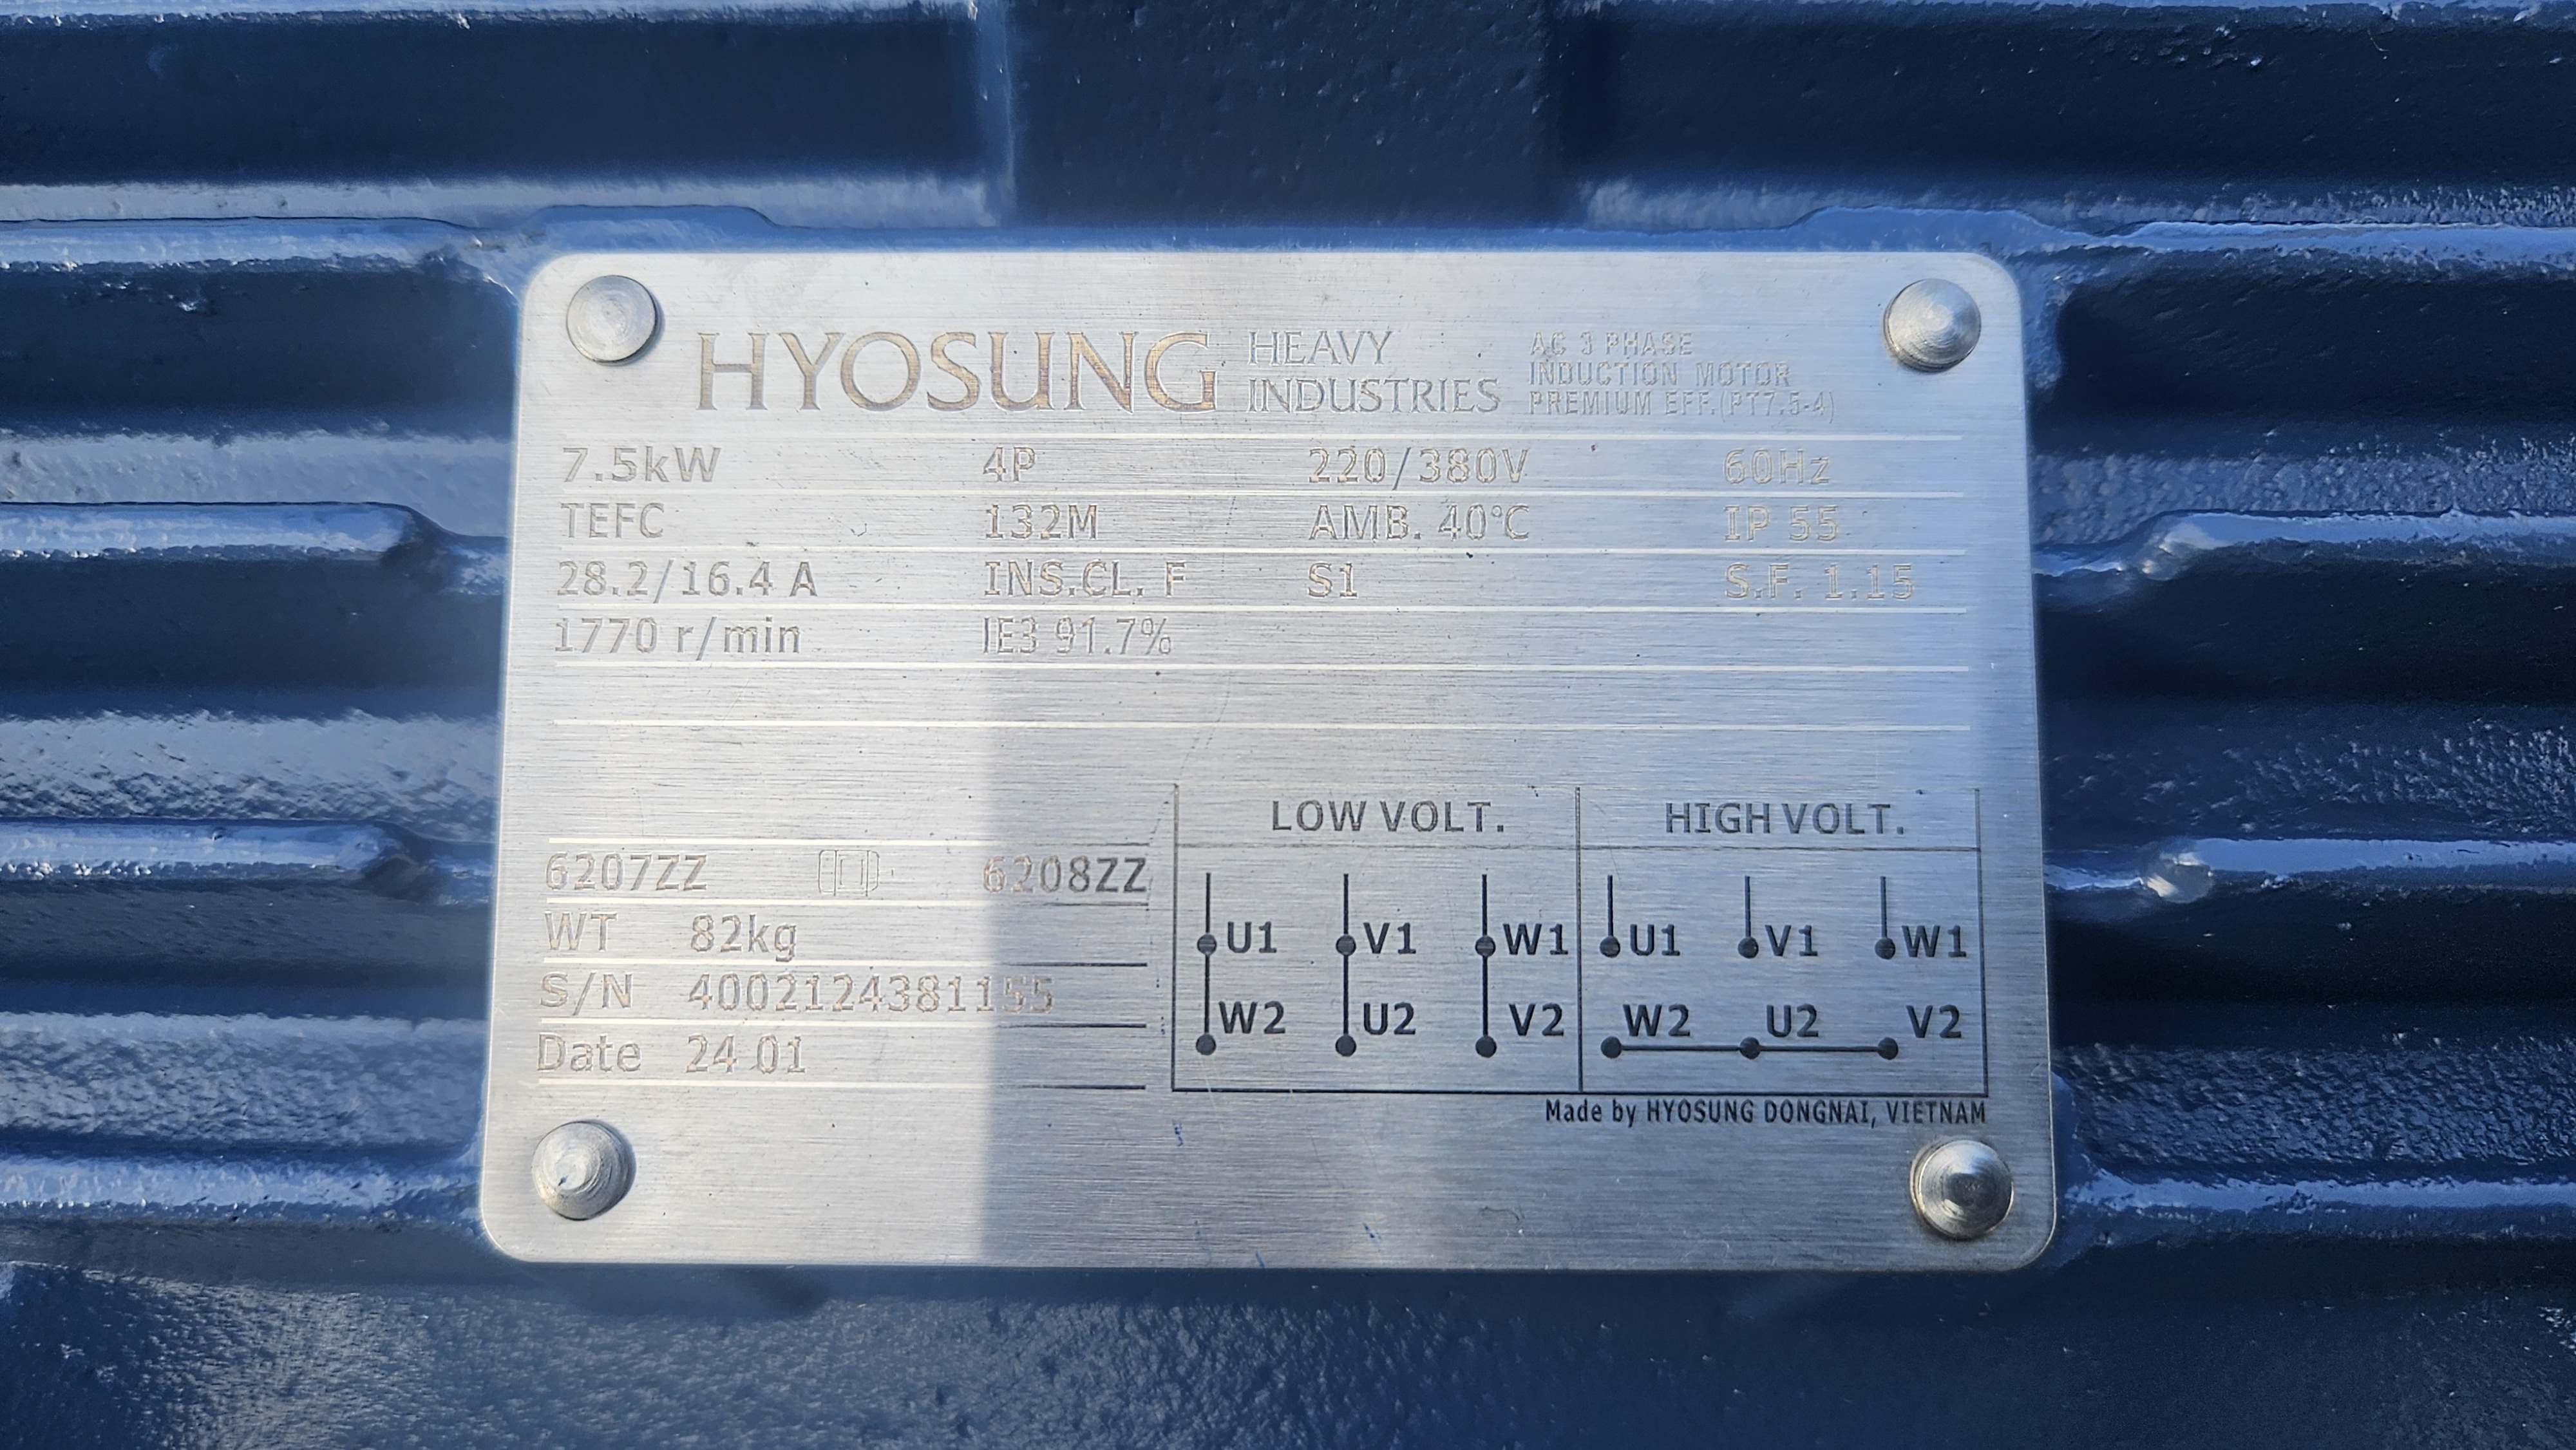 HYOSUNG HEAVY INDUSTRIES
AC 3 PHASE
INDUCTION MOTOR
PREMIUM EFF.(PT7.5-4)
7.5kW 4P 220/380V 60Hz
TEFC 132M AMB. 40°C IP 55
28.2/16.4 A INS.CL. F S1 S.F. 1.15
1770 r/min IE3 91.7%
LOW VOLT. HIGH VOLT.
6207ZZ 6208ZZ
WT 82kg
U1 V1 W1 U1 V1 W1
S/N 4002124381155
W2 U2 V2 W2 U2 V2
Date 24 01
Made by HYOSUNG DONGNAI, VIETNAM